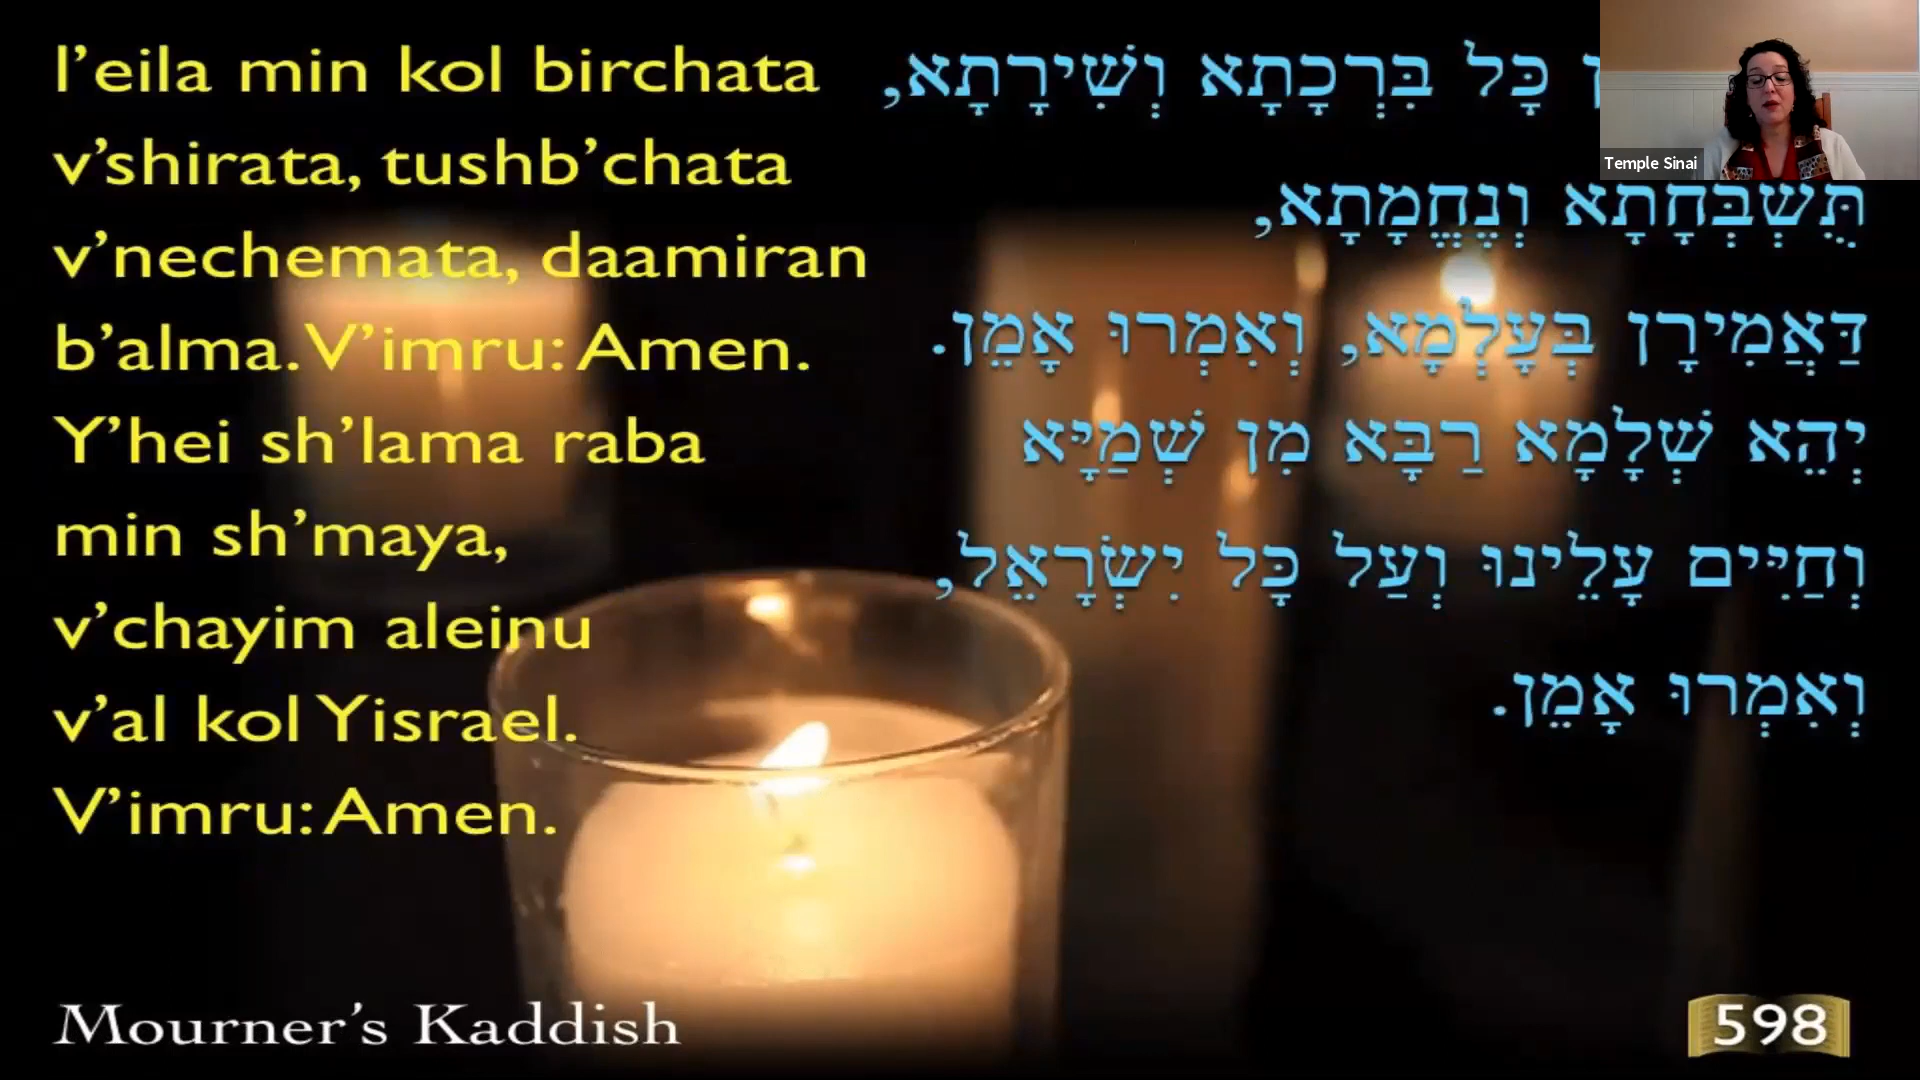 l’eila min kol birchata
v’shirata, tushb’chata
v’nechemata, daamiran
b’alma. V’imru: Amen.
Y’hei sh’lama raba
min sh’maya,
v’chayim aleinu
v’al kol Yisrael.
V’imru: Amen.
כָּל בִּרְכָתָא וְשִׁירָתָא,
תֻּשְׁבְּחָתָא וְנֶחֱמָתָא,
דַּאֲמִירָן בְּעָלְמָא, וְאִמְרוּ אָמֵן.
יְהֵא שְׁלָמָא רַבָּא מִן שְׁמַיָּא
וְחַיִּים עָלֵינוּ וְעַל כָּל יִשְׂרָאֵל,
וְאִמְרוּ אָמֵן.
Temple Sinai
Mourner’s Kaddish
598